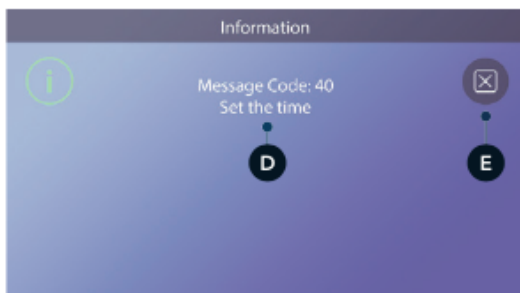 Information
i
Message Code: 40
Set the time
D
E